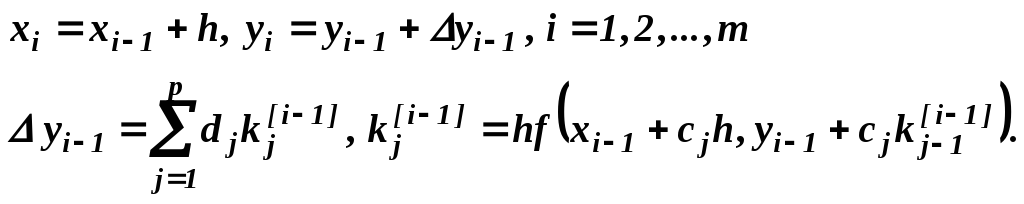 x_i = x_{i-1} + h, y_i = y_{i-1} + Δy_{i-1}, i = 1, 2, ..., m
Δy_{i-1} = \sum_{j=1}^{p} d_j k_j^{[i-1]}, k_j^{[i-1]} = hf(x_{i-1} + c_j h, y_{i-1} + c_j k_{j-1}^{[i-1]}).